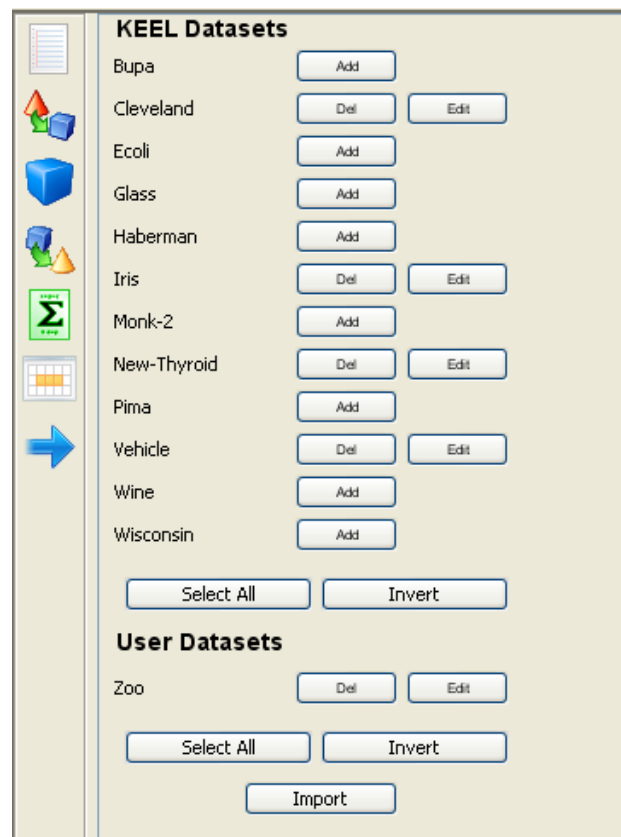 KEEL Datasets
Bupa Add
Cleveland Del Edit
Ecoli Add
Glass Add
Haberman Add
Iris Del Edit
Monk-2 Add
New-Thyroid Del Edit
Pima Add
Vehicle Del Edit
Wine Add
Wisconsin Add
Select All Invert
User Datasets
Zoo Del Edit
Select All Invert
Import
Σ